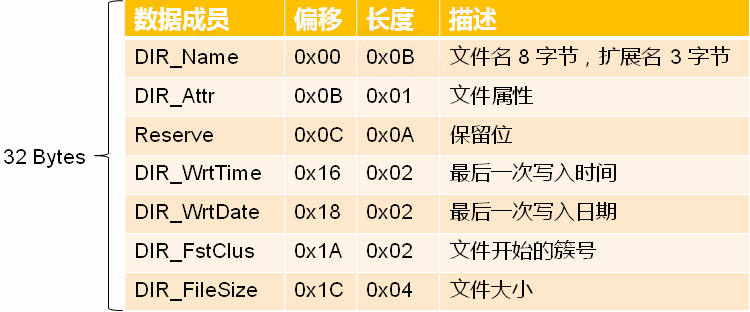 数据成员 偏移 长度 描述
DIR_Name 0x00 0x0B 文件名 8 字节，扩展名 3 字节
DIR_Attr 0x0B 0x01 文件属性
Reserve 0x0C 0x0A 保留位
32 Bytes
DIR_WrtTime 0x16 0x02 最后一次写入时间
DIR_WrtDate 0x18 0x02 最后一次写入日期
DIR_FstClus 0x1A 0x02 文件开始的簇号
DIR_FileSize 0x1C 0x04 文件大小